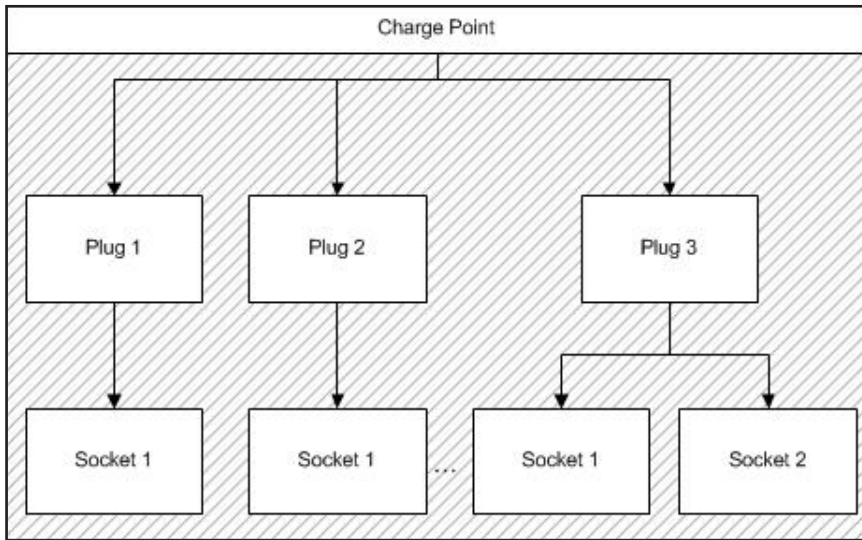 Charge Point
Plug 1
Plug 2
Plug 3
Socket 1
Socket 1
...
Socket 1
Socket 2